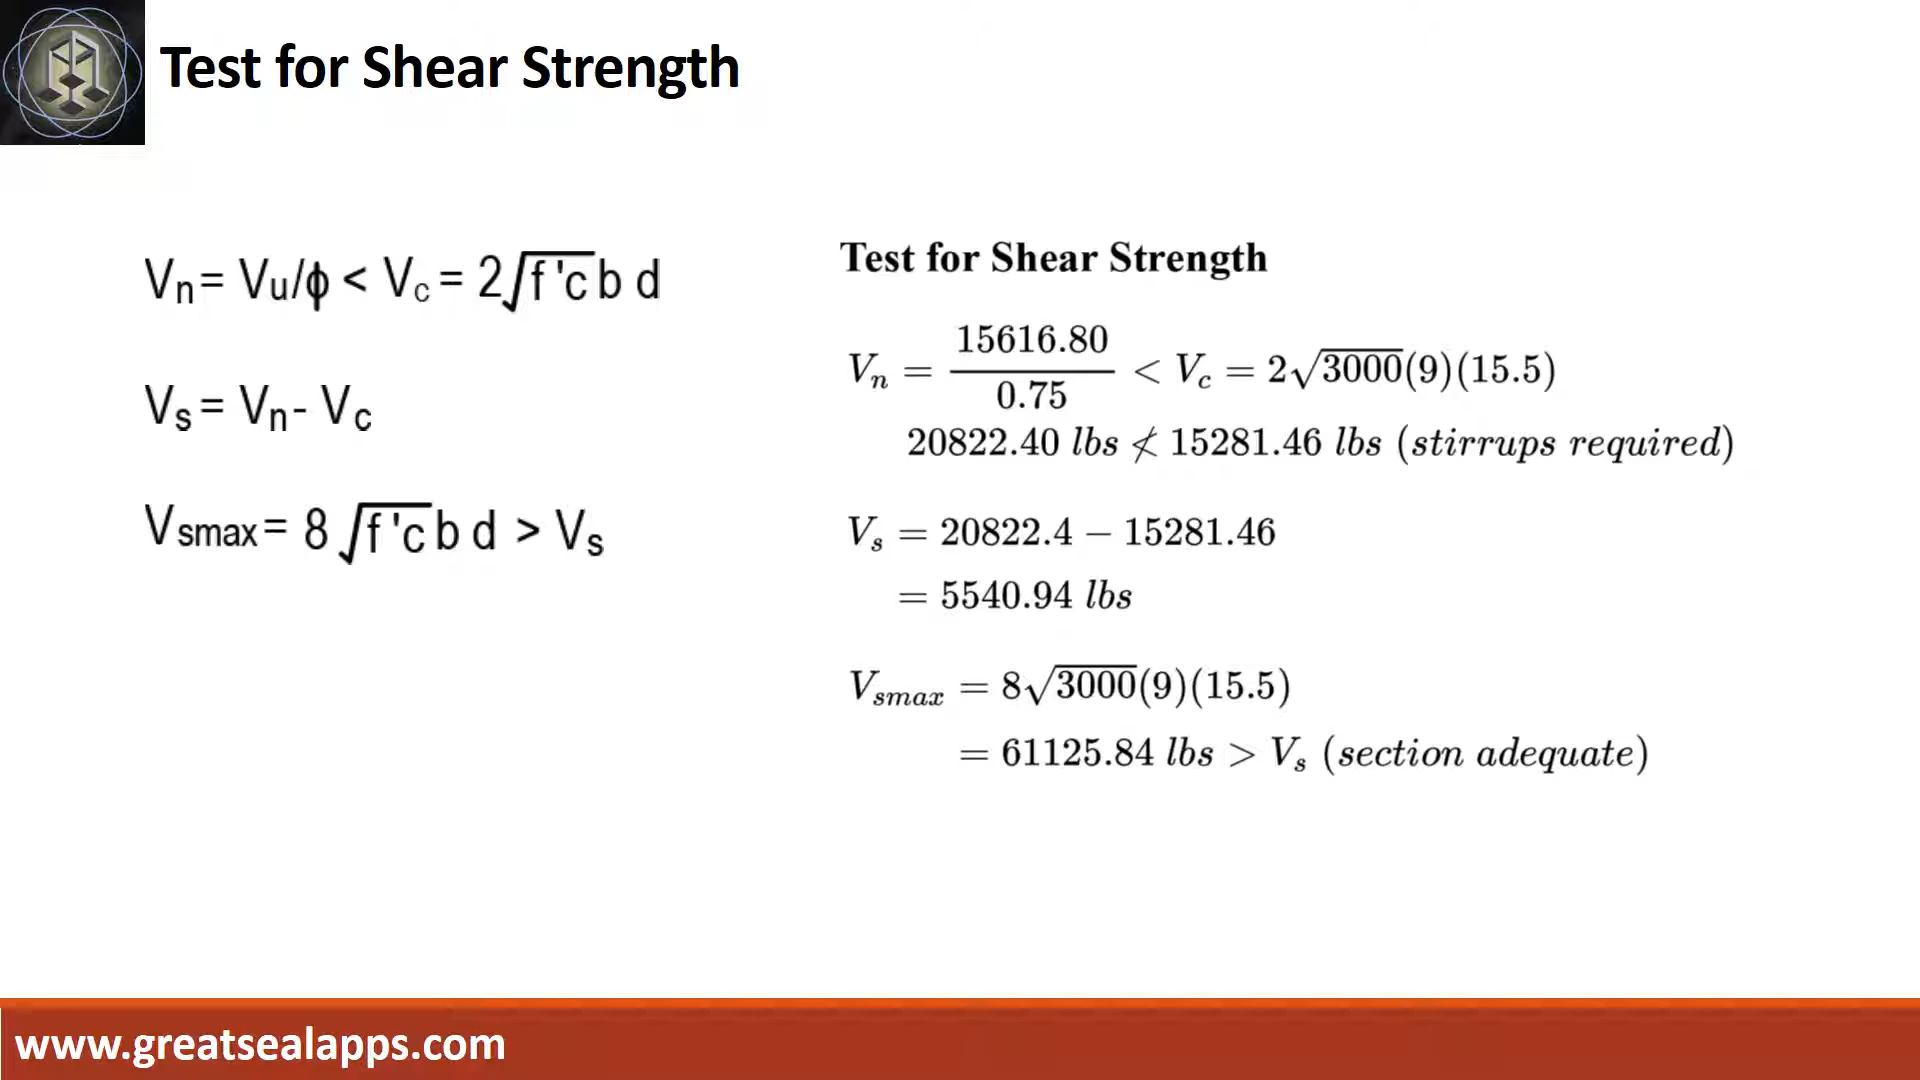 Test for Shear Strength
Vn = Vu/ϕ < Vc = 2√f 'c b d
Vs = Vn - Vc
Vsmax = 8 √f 'c b d > Vs
Test for Shear Strength
Vn = 15616.80/0.75 < Vc = 2√3000(9)(15.5)
20822.40 lbs ≮ 15281.46 lbs (stirrups required)
Vs = 20822.4 − 15281.46
= 5540.94 lbs
Vsmax = 8√3000(9)(15.5)
= 61125.84 lbs > Vs (section adequate)
www.greatsealapps.com